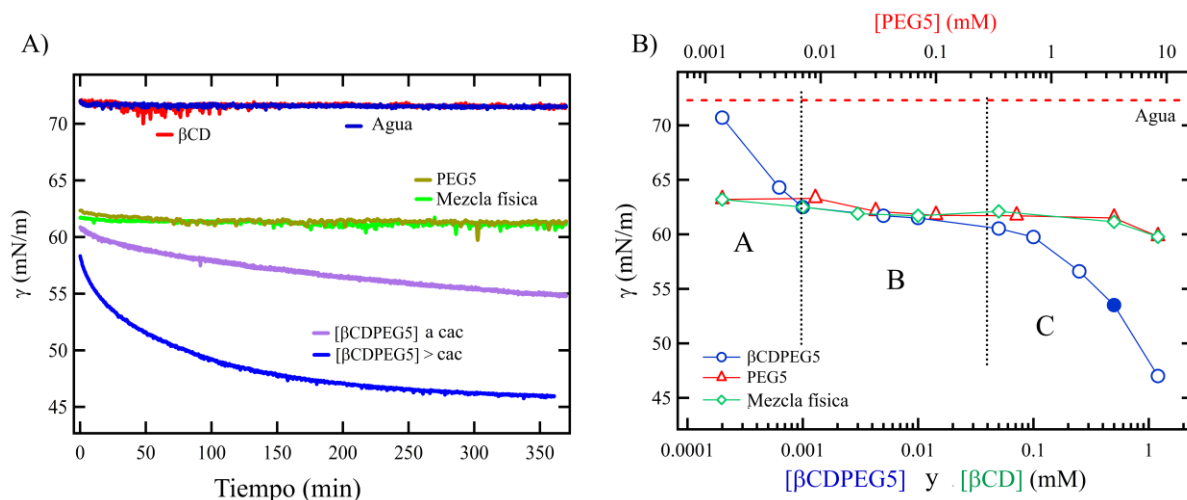 A)
γ (mN/m)
70
65
60
55
50
45
βCD
Agua
PEG5
Mezcla física
[βCDPEG5] a cac
[βCDPEG5] > cac
0 50 100 150 200 250 300 350
Tiempo (min)
B)
[PEG5] (mM)
0.001 0.01 0.1 1 10
γ (mN/m)
70
65
60
55
50
45
Agua
A
B
C
βCDPEG5
PEG5
Mezcla física
0.0001 0.001 0.01 0.1 1
[βCDPEG5] y [βCD] (mM)